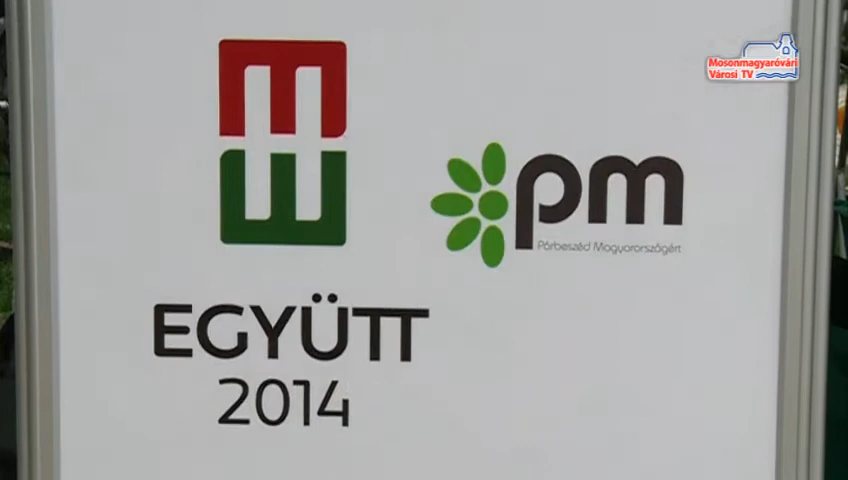 Mosonmagyaróvári
Városi TV
pm
Párbeszéd Magyarországért
EGYÜTT
2014